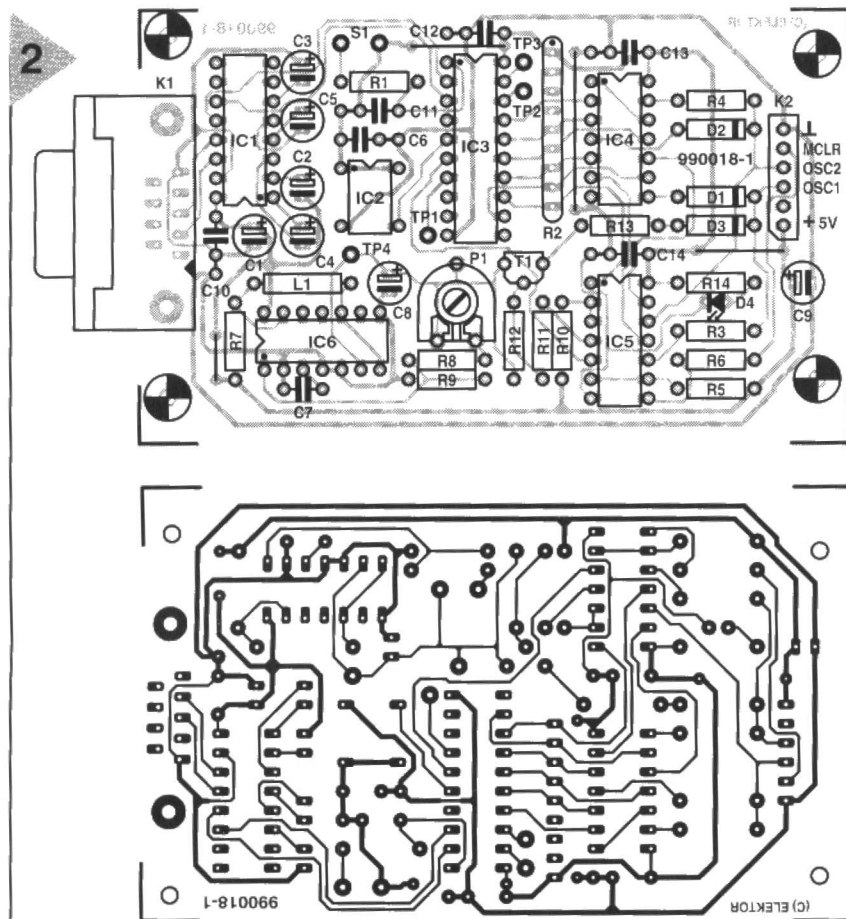 2
990018-1
(C) ELEKTOR
C12
S1
C3
TP3
C13
K1
K2
R1
R4
C5
C11
TP2
D2
IC1
C6
IC3
IC4
990018-1
MCLR
OSC2
OSC1
+ 5V
C2
IC2
D1
TP1
R2
R13
D3
C1
C4
TP4
P1
T1
C14
C10
L1
C8
R14
D4
C9
R7
IC6
R12
R11
R10
IC5
R3
R8
R6
R9
C7
R5
990018-1
(C) ELEKTOR